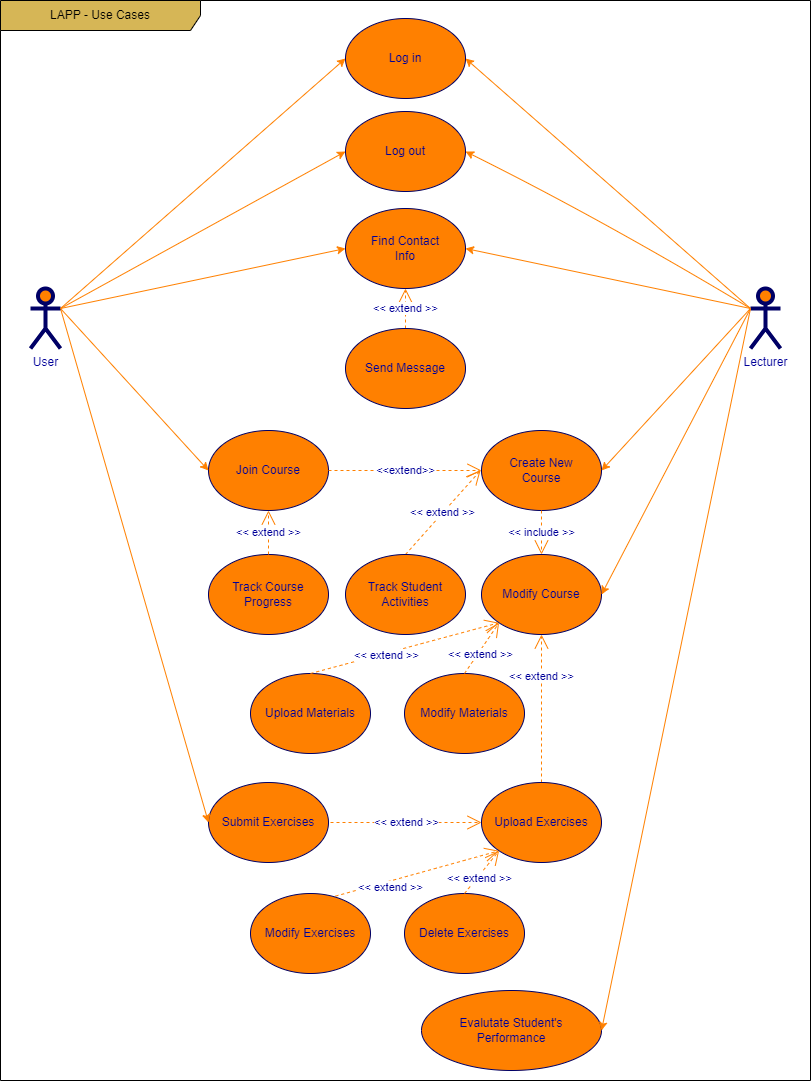 LAPP - Use Cases
Log in
Log out
Find Contact
Info
<< extend >>
User
Lecturer
Send Message
Join Course
<<extend>>
Create New
Course
<< extend >>
<< extend >>
<< include >>
Track Course
Progress
Track Student
Activities
Modify Course
<< extend >>
<< extend >>
<< extend >>
Upload Materials
Modify Materials
Submit Exercises
<< extend >>
Upload Exercises
<< extend >>
<< extend >>
Modify Exercises
Delete Exercises
Evalutate Student's
Performance